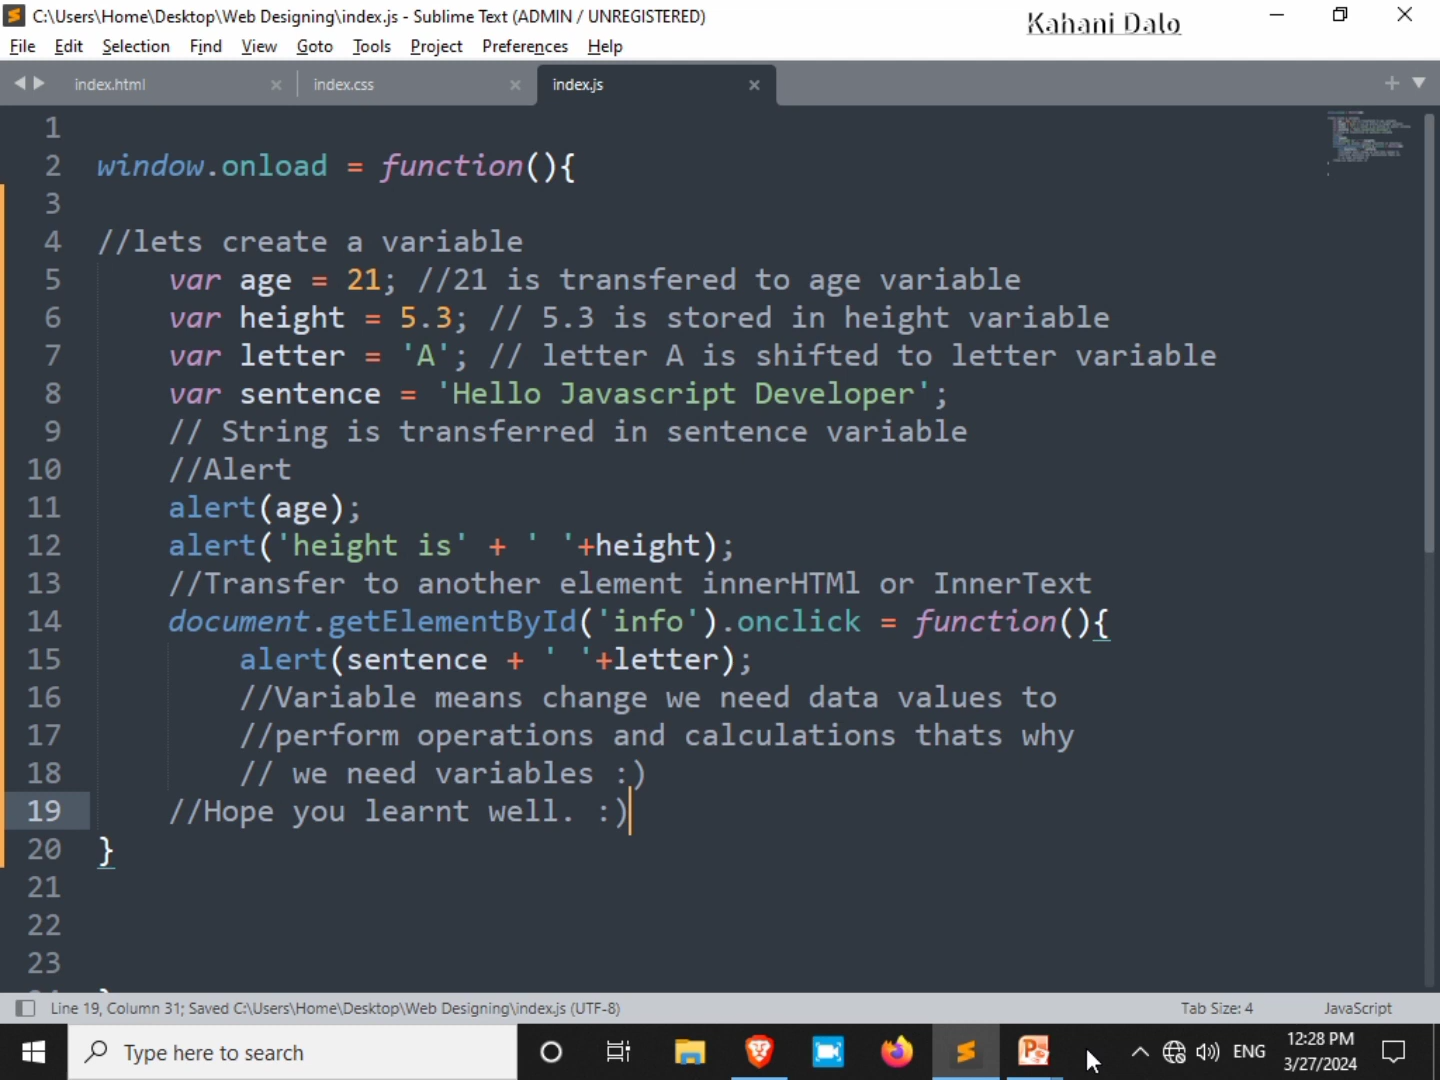 C:\Users\Home\Desktop\Web Designing\index.js - Sublime Text (ADMIN / UNREGISTERED)
Kahani Dalo
File Edit Selection Find View Goto Tools Project Preferences Help
index.html index.css index.js
1
2 window.onload = function(){
3
4 //lets create a variable
5 var age = 21; //21 is transfered to age variable
6 var height = 5.3; // 5.3 is stored in height variable
7 var letter = 'A'; // letter A is shifted to letter variable
8 var sentence = 'Hello Javascript Developer';
9 // String is transferred in sentence variable
10 //Alert
11 alert(age);
12 alert('height is' + ' '+height);
13 //Transfer to another element innerHTMl or InnerText
14 document.getElementById('info').onclick = function(){
15 alert(sentence + ' '+letter);
16 //Variable means change we need data values to
17 //perform operations and calculations thats why
18 // we need variables :)
19 //Hope you learnt well. :)
20 }
21
22
23
Line 19, Column 31; Saved C:\Users\Home\Desktop\Web Designing\index.js (UTF-8) Tab Size: 4 JavaScript
Type here to search
ENG
12:28 PM
3/27/2024